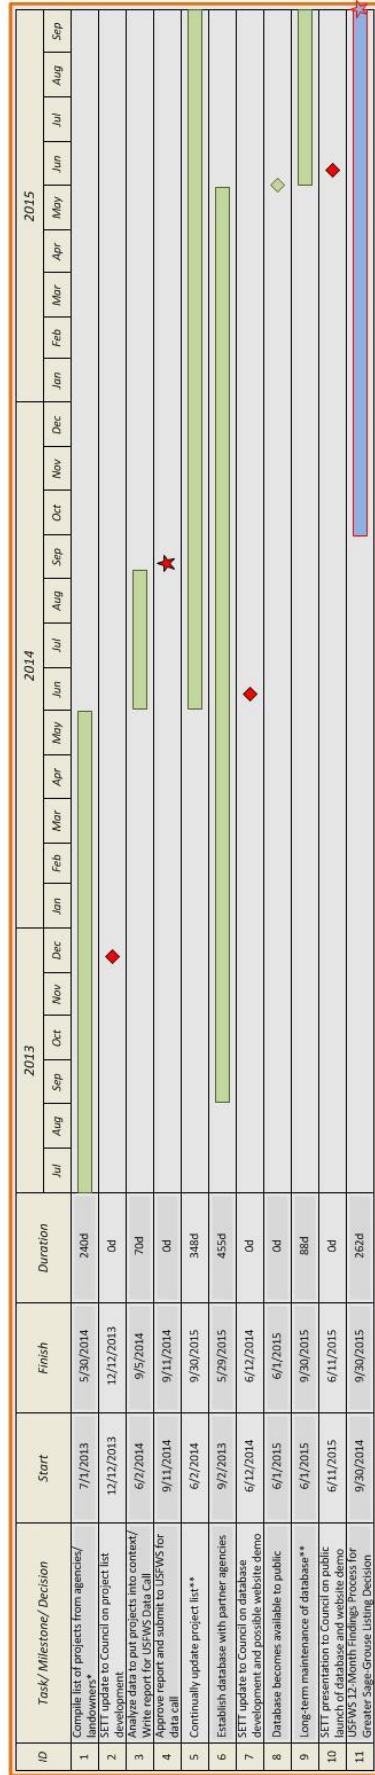 ID Task/ Milestone/ Decision Start Finish Duration 2013 2014 2015
Jul Aug Sep Oct Nov Dec Jan Feb Mar Apr May Jun Jul Aug Sep Oct Nov Dec Jan Feb Mar Apr May Jun Jul Aug Sep
1 Compile list of projects from agencies/
landowners* 7/1/2013 5/30/2014 240d
2 SETT update to Council on project list
development 12/12/2013 12/12/2013 0d
3 Analyze data to put projects into context/
Write report for USFWS Data Call 6/2/2014 9/5/2014 70d
4 Approve report and submit to USFWS for
data call 9/11/2014 9/11/2014 0d
5 Continually update project list** 6/2/2014 9/30/2015 348d
6 Establish database with partner agencies 9/2/2013 5/29/2015 455d
7 SETT update to Council on database
development and possible website demo 6/12/2014 6/12/2014 0d
8 Database becomes available to public 6/1/2015 6/1/2015 0d
9 Long-term maintenance of database** 6/1/2015 9/30/2015 88d
10 SETT presentation to Council on public
launch of database and website demo 6/11/2015 6/11/2015 0d
11 USFWS 12-Month Findings Process for
Greater Sage-Grouse Listing Decision 9/30/2014 9/30/2015 262d